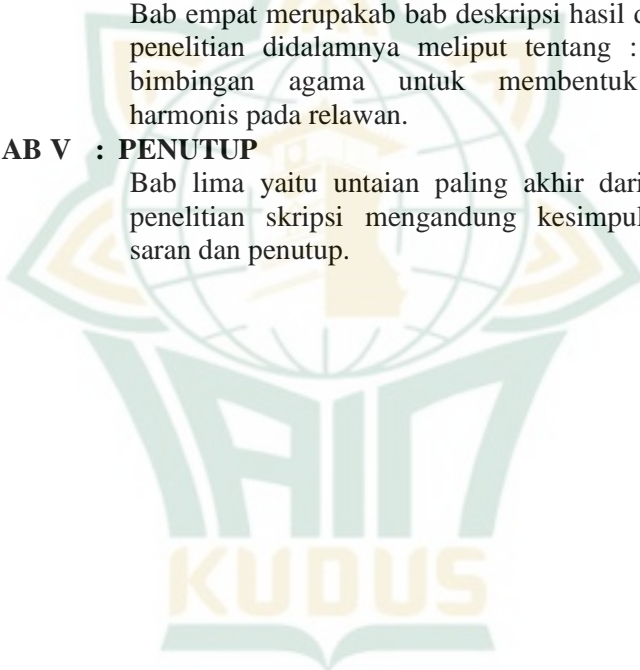 Bab empat merupakab bab deskripsi hasil
penelitian didalamnya meliput tentang :
bimbingan agama untuk membentuk
harmonis pada relawan.
AB V : PENUTUP
Bab lima yaitu untaian paling akhir dari
penelitian skripsi mengandung
saran dan penutup.
IAIN
KUDUS